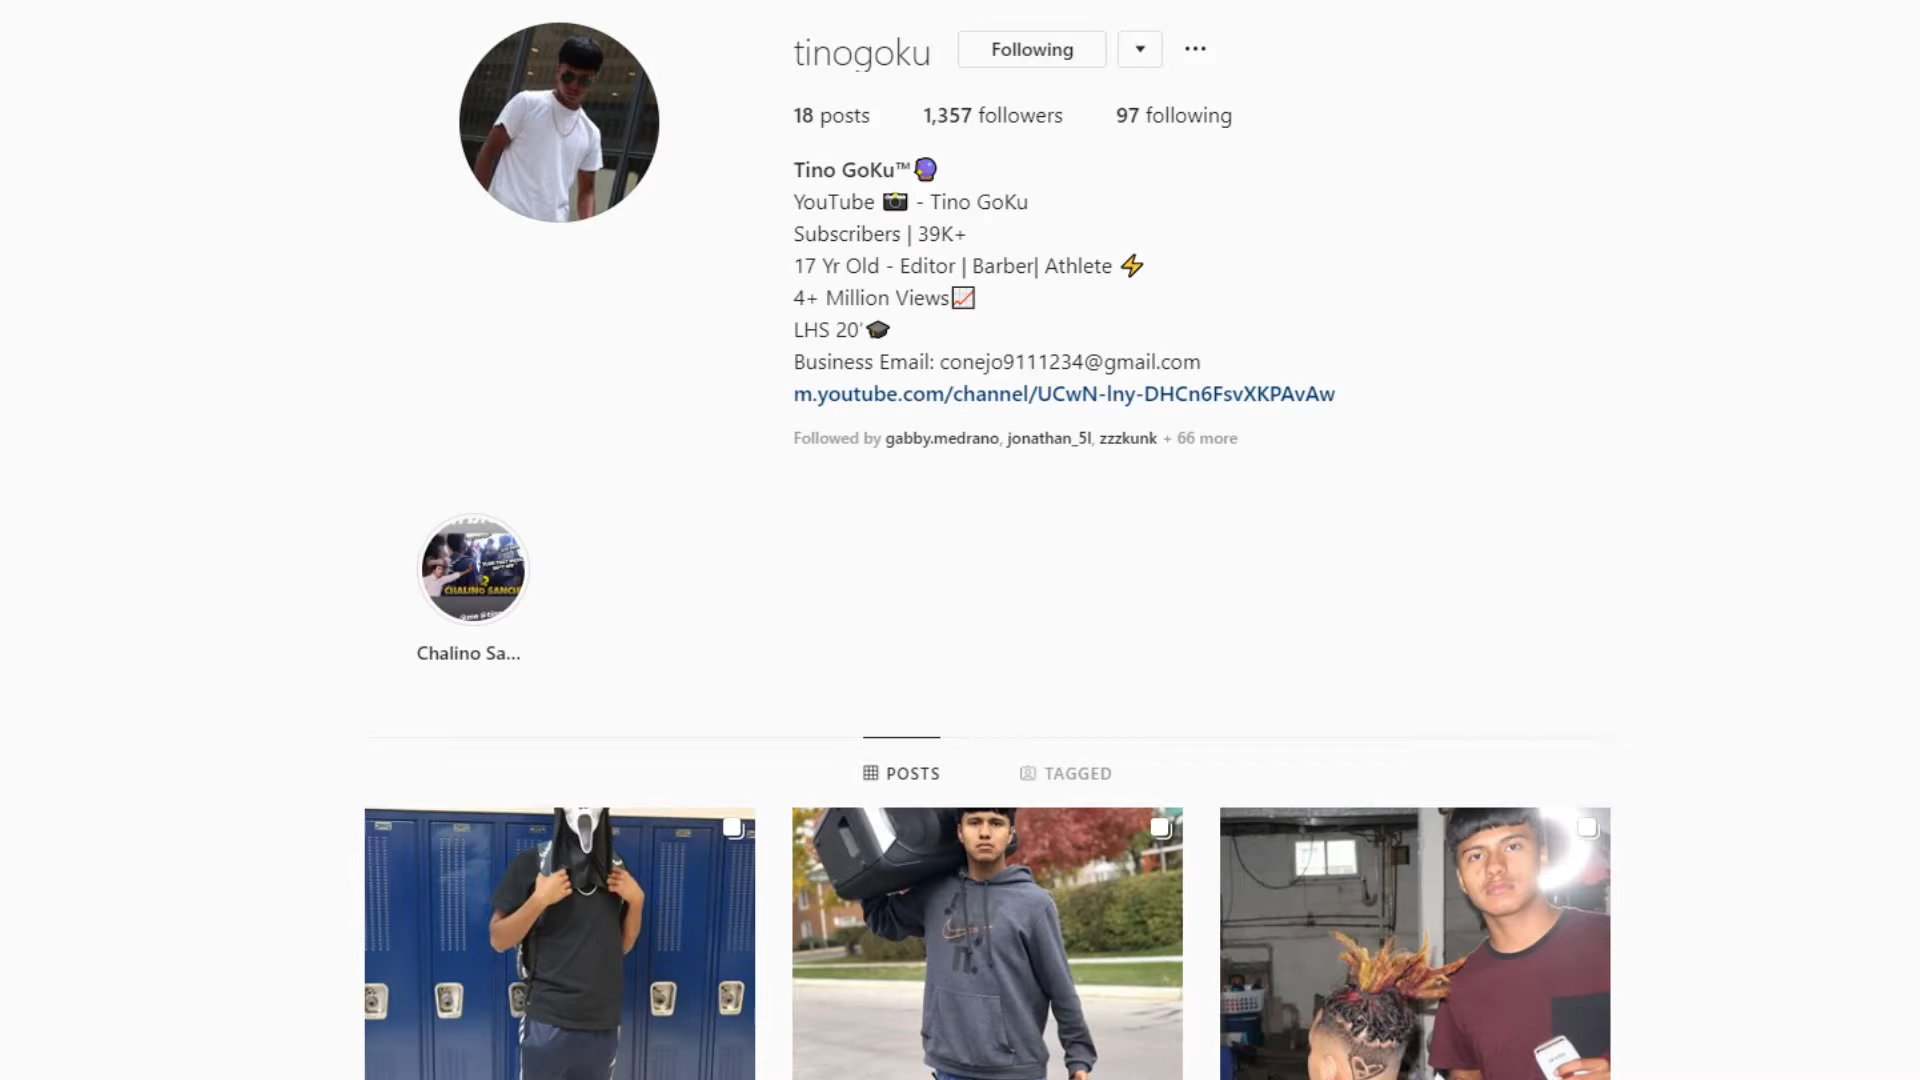 tinogoku Following
18 posts 1,357 followers 97 following
Tino GoKu™🔮
YouTube 📸 - Tino GoKu
Subscribers | 39K+
17 Yr Old - Editor | Barber| Athlete ⚡
4+ Million Views📈
LHS 20'🎓
Business Email: conejo9111234@gmail.com
m.youtube.com/channel/UCwN-lny-DHCn6FsvXKPAvAw
Followed by gabby.medrano, jonathan_5l, zzzkunk + 66 more
CHALINO SANCH
Chalino Sa...
POSTS TAGGED